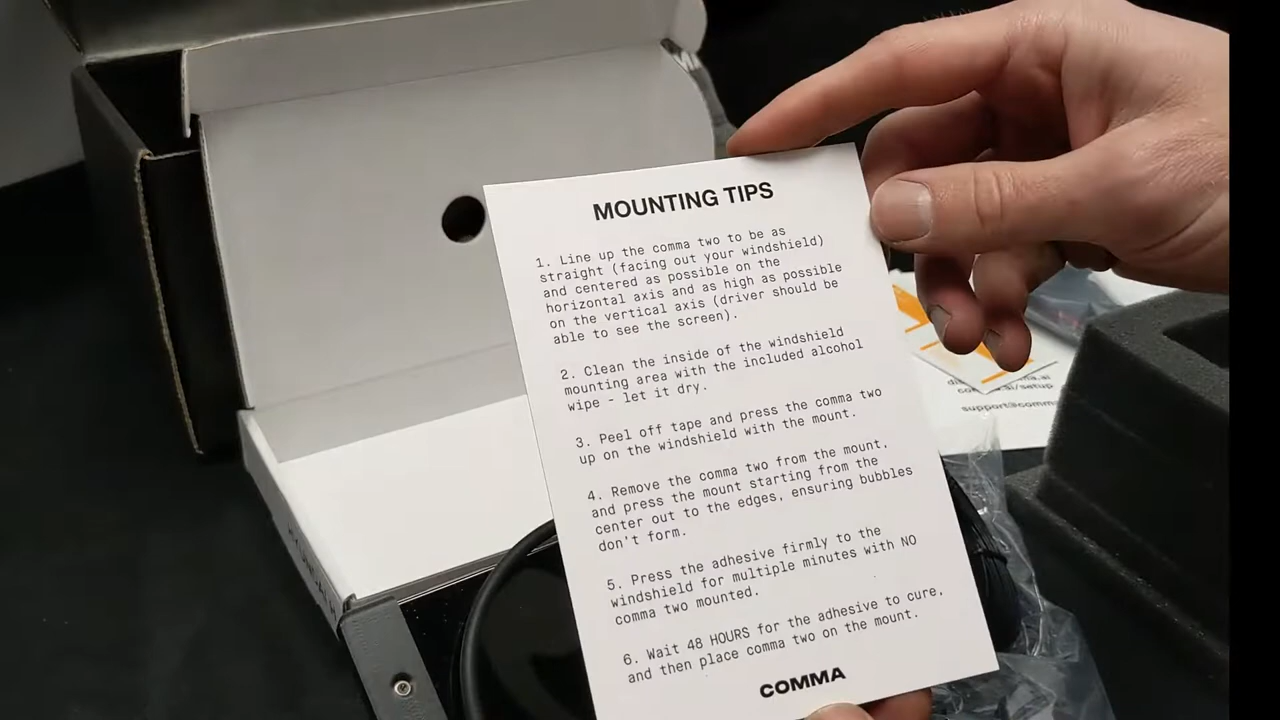 MOUNTING TIPS
1. Line up the comma two to be as
straight (facing out your windshield)
and centered as possible on the
horizontal axis and as high as possible
on the vertical axis (driver should be
able to see the screen).
2. Clean the inside of the windshield
mounting area with the included alcohol
wipe - let it dry.
3. Peel off tape and press the comma two
up on the windshield with the mount.
4. Remove the comma two from the mount,
and press the mount starting from the
center out to the edges, ensuring bubbles
don't form.
5. Press the adhesive firmly to the
windshield for multiple minutes with NO
comma two mounted.
6. Wait 48 HOURS for the adhesive to cure,
and then place comma two on the mount.
COMMA
support@comma